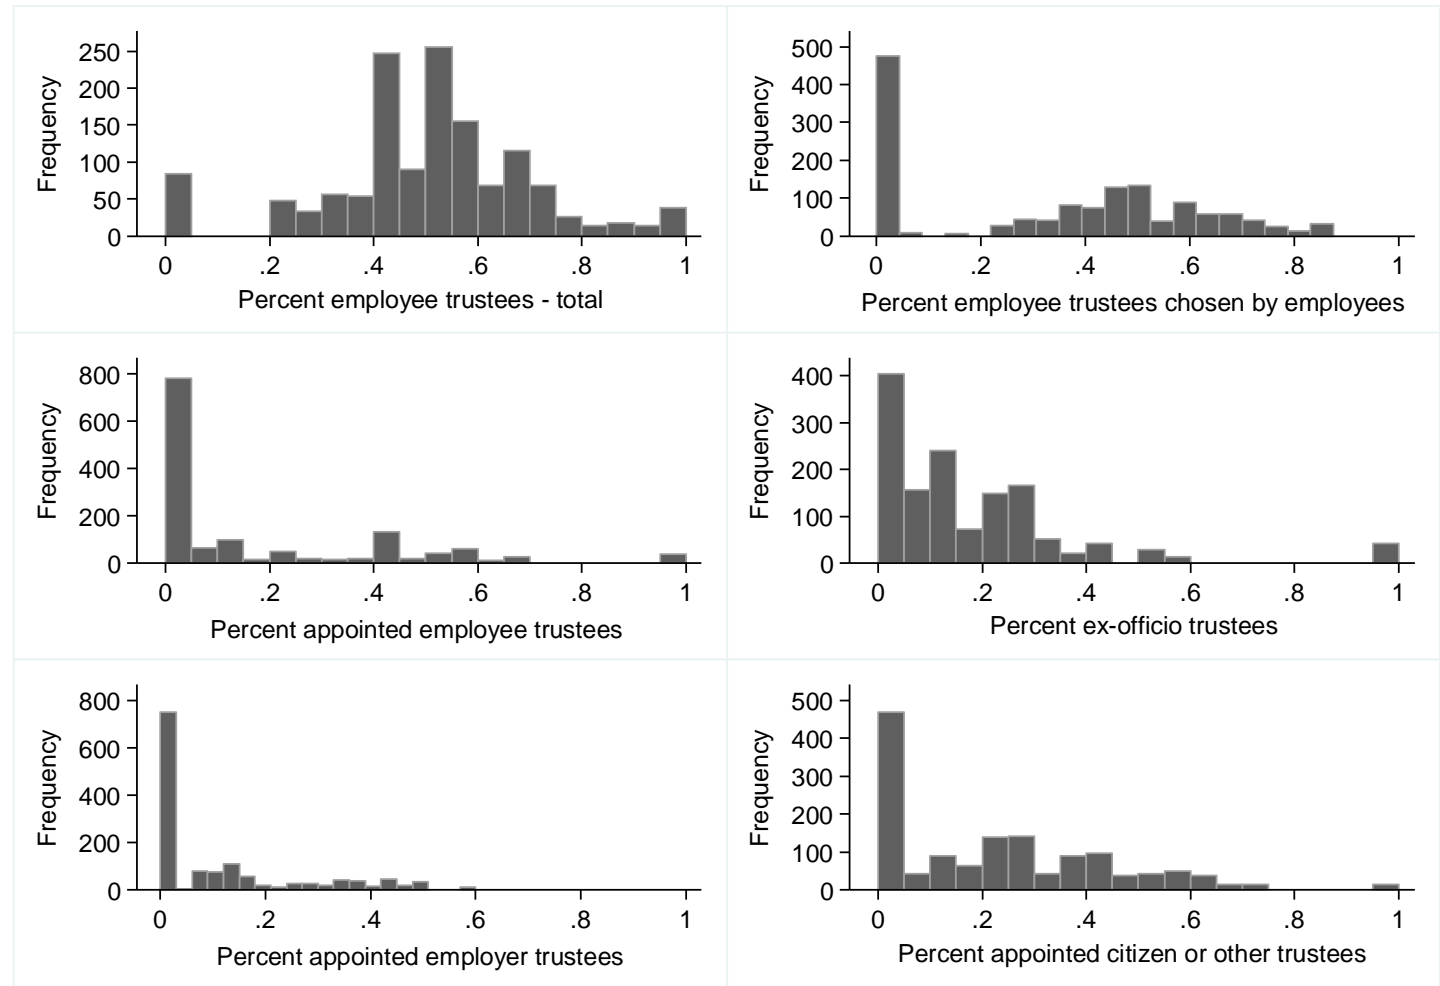 Frequency
250
200
150
100
50
0
0 .2 .4 .6 .8 1
Percent employee trustees - total
Frequency
500
400
300
200
100
0
0 .2 .4 .6 .8 1
Percent employee trustees chosen by employees
Frequency
800
600
400
200
0
0 .2 .4 .6 .8 1
Percent appointed employee trustees
Frequency
400
300
200
100
0
0 .2 .4 .6 .8 1
Percent ex-officio trustees
Frequency
800
600
400
200
0
0 .2 .4 .6 .8 1
Percent appointed employer trustees
Frequency
500
400
300
200
100
0
0 .2 .4 .6 .8 1
Percent appointed citizen or other trustees